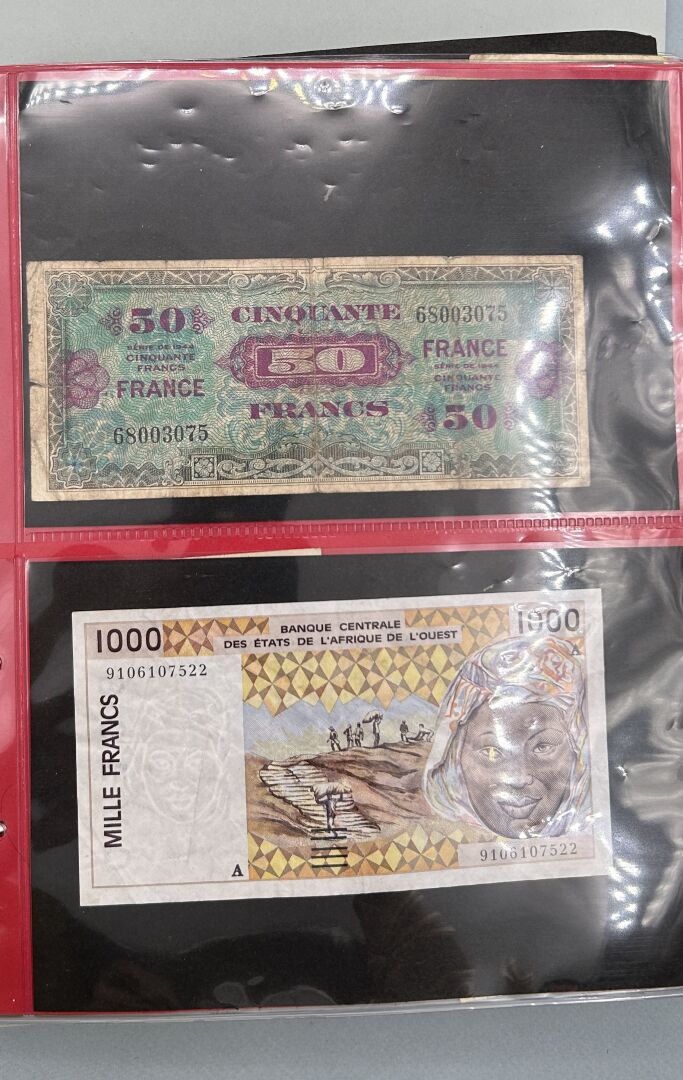 50 CINQUANTE 68003075
SÉRIE DE 1944
CINQUANTE
FRANCS
FRANCE
50
FRANCE
SÉRIE DE 1944
CINQUANTE
FRANCS
68003075
FRANCS
50
1000 BANQUE CENTRALE 1000
DES ÉTATS DE L'AFRIQUE DE L'OUEST
A
9106107522
MILLE FRANCS
A
9106107522